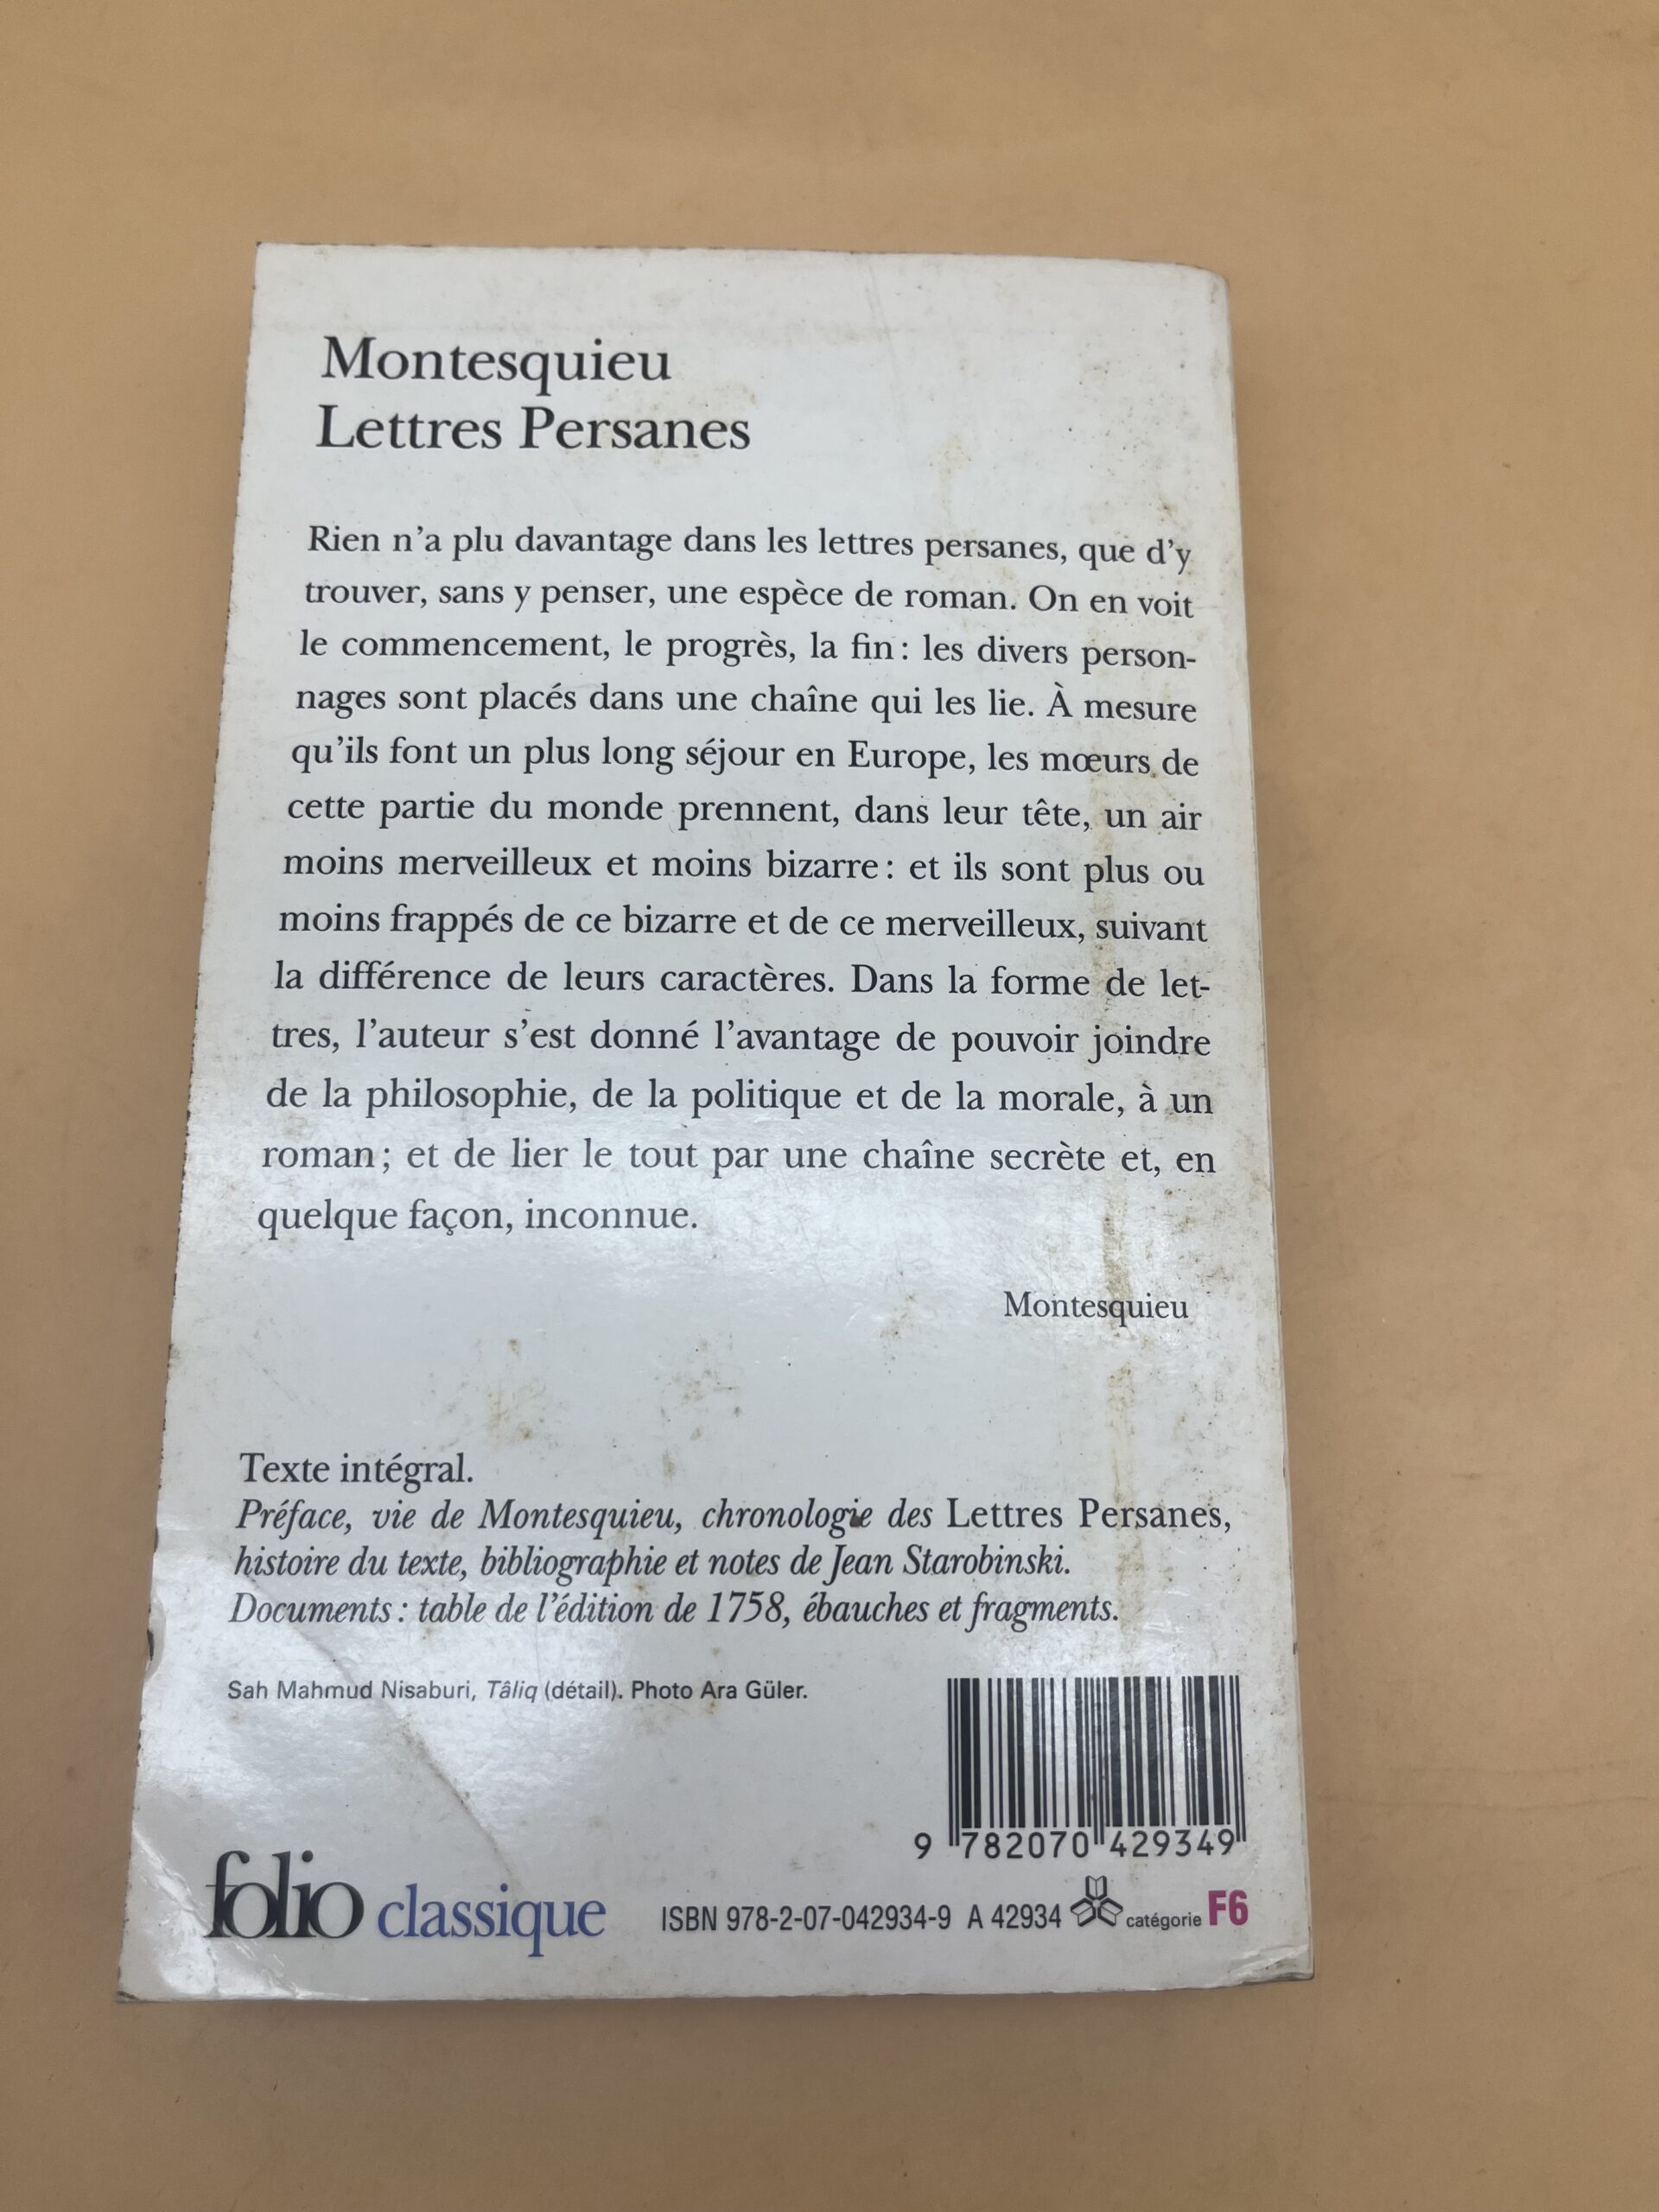 Montesquieu
Lettres Persanes
Rien n'a plu davantage dans les lettres persanes, que d'y
trouver, sans y penser, une espèce de roman. On en voit
le commencement, le progrès, la fin : les divers person-
nages sont placés dans une chaîne qui les lie. À mesure
qu'ils font un plus long séjour en Europe, les mœurs de
cette partie du monde prennent, dans leur tête, un air
moins merveilleux et moins bizarre : et ils sont plus ou
moins frappés de ce bizarre et de ce merveilleux, suivant
la différence de leurs caractères. Dans la forme de let-
tres, l'auteur s'est donné l'avantage de pouvoir joindre
de la philosophie, de la politique et de la morale, à un
roman ; et de lier le tout par une chaîne secrète et, en
quelque façon, inconnue.
Montesquieu
Texte intégral.
Préface, vie de Montesquieu, chronologie des Lettres Persanes,
histoire du texte, bibliographie et notes de Jean Starobinski.
Documents : table de l'édition de 1758, ébauches et fragments.
Sah Mahmud Nisaburi, Tâliq (détail). Photo Ara Güler.
9 782070 429349
folio classique
ISBN 978-2-07-042934-9 A 42934 catégorie F6